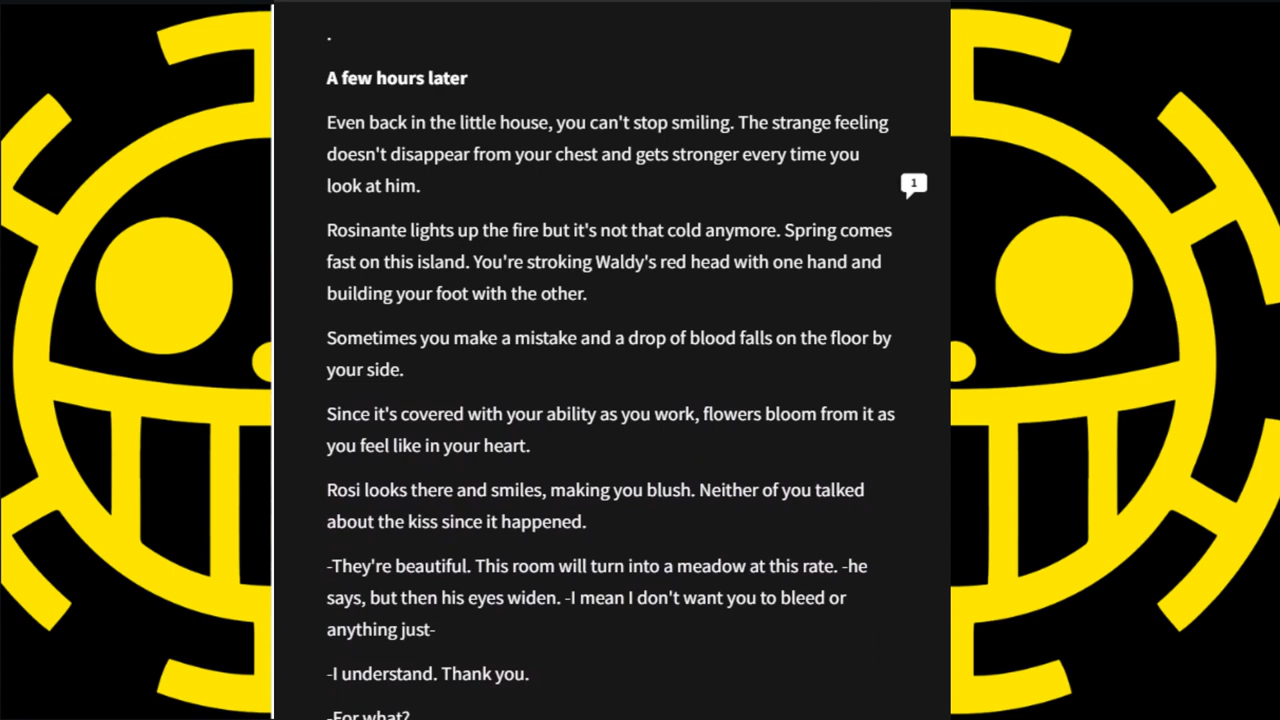 .
A few hours later
Even back in the little house, you can't stop smiling. The strange feeling
doesn't disappear from your chest and gets stronger every time you
look at him.
1
Rosinante lights up the fire but it's not that cold anymore. Spring comes
fast on this island. You're stroking Waldy's red head with one hand and
building your foot with the other.
Sometimes you make a mistake and a drop of blood falls on the floor by
your side.
Since it's covered with your ability as you work, flowers bloom from it as
you feel like in your heart.
Rosi looks there and smiles, making you blush. Neither of you talked
about the kiss since it happened.
-They're beautiful. This room will turn into a meadow at this rate. -he
says, but then his eyes widen. -I mean I don't want you to bleed or
anything just-
-I understand. Thank you.
-For what?